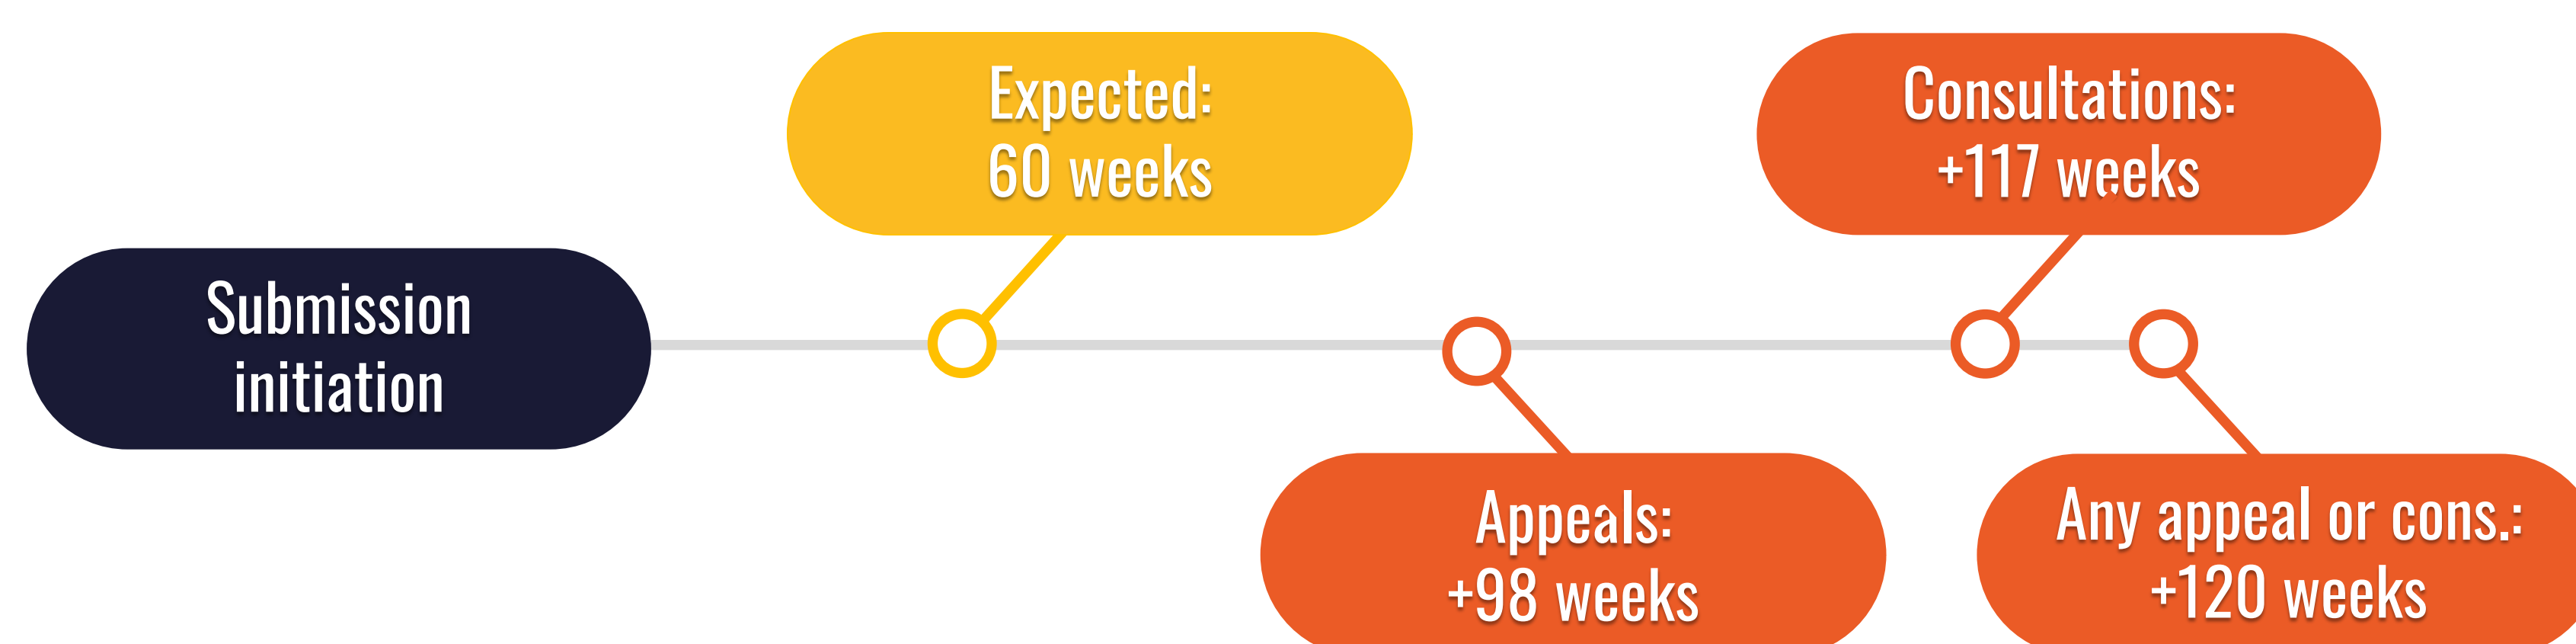 Submission
initiation
Expected:
60 weeks
Appeals:
+98 weeks
Consultations:
+117 weeks
Any appeal or cons.:
+120 weeks